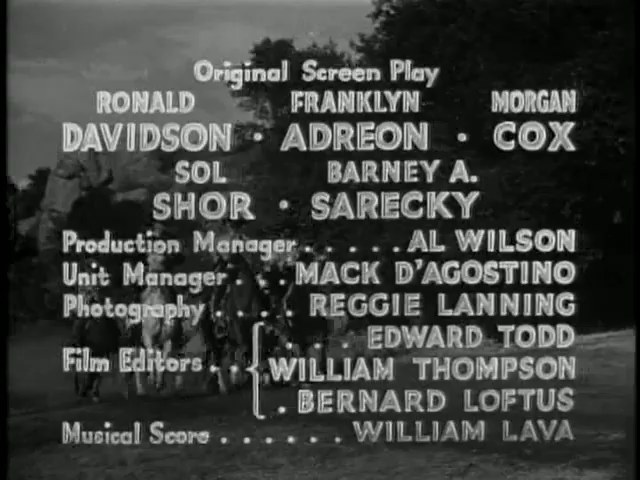 Original Screen Play
RONALD FRANKLYN MORGAN
DAVIDSON · ADREON · COX
SOL BARNEY A.
SHOR · SARECKY
Production Manager.....AL WILSON
Unit Manager...MACK D'AGOSTINO
Photography....REGGIE LANNING
....EDWARD TODD
Film Editors..{WILLIAM THOMPSON
.BERNARD LOFTUS
Musical Score.......WILLIAM LAVA